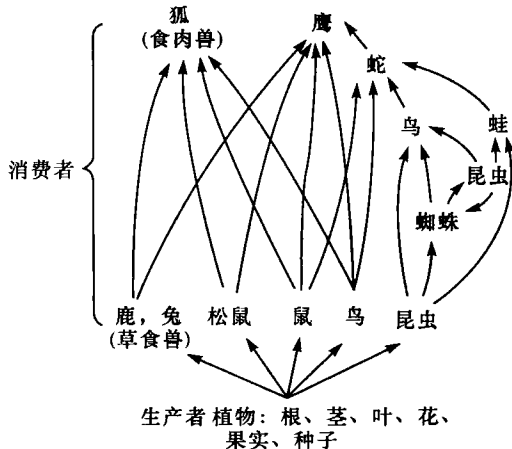 狐
(食肉兽)
鹰
蛇
鸟
蛙
消费者
昆虫
蜘蛛
鹿，兔
(草食兽)
松鼠
鼠
鸟
昆虫
生产者 植物：根、茎、叶、花、
果实、种子